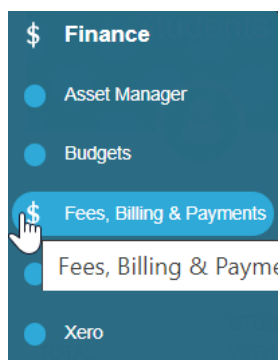 $ Finance
Asset Manager
Budgets
$ Fees, Billing & Payments
Fees, Billing & Payme
Xero